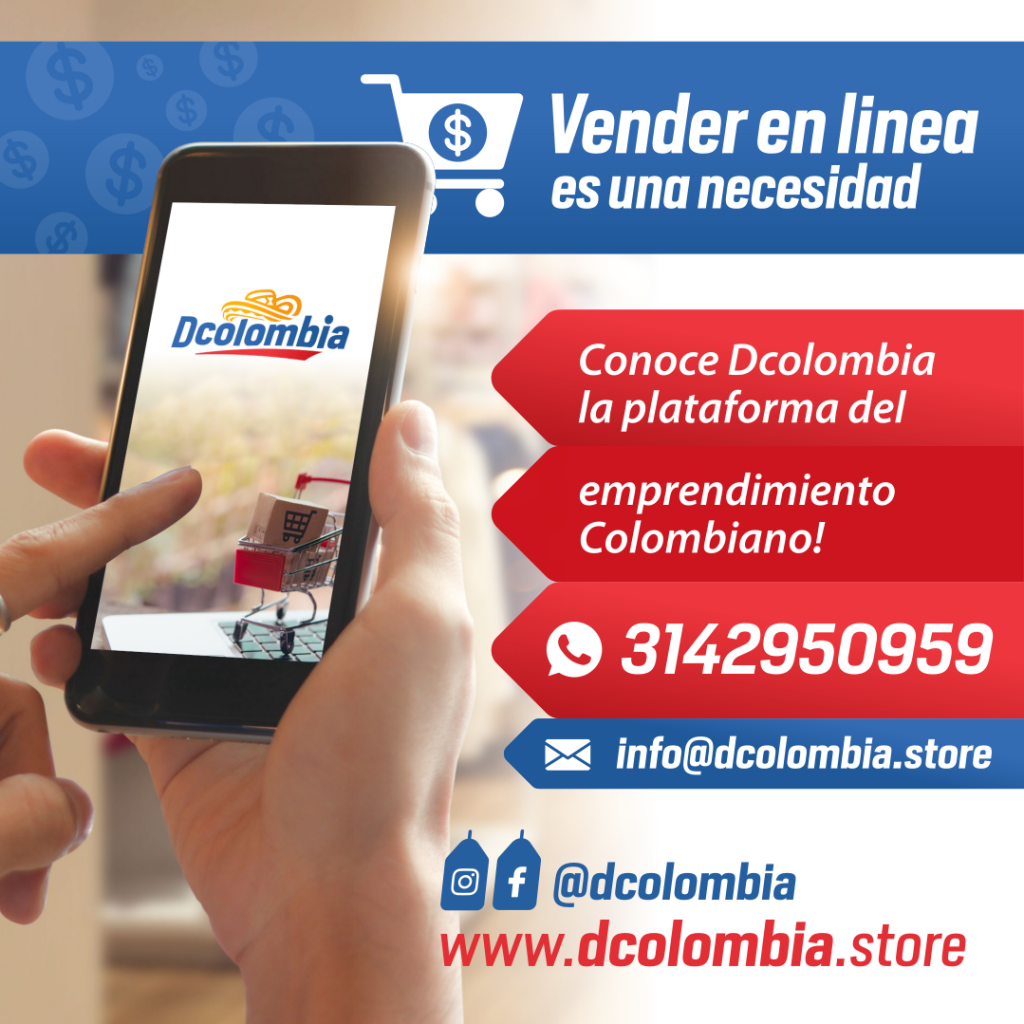 Vender en linea
es una necesidad
Dcolombia
Conoce Dcolombia
la plataforma del
emprendimiento
Colombiano!
3142950959
info@dcolombia.store
@dcolombia
www.dcolombia.store